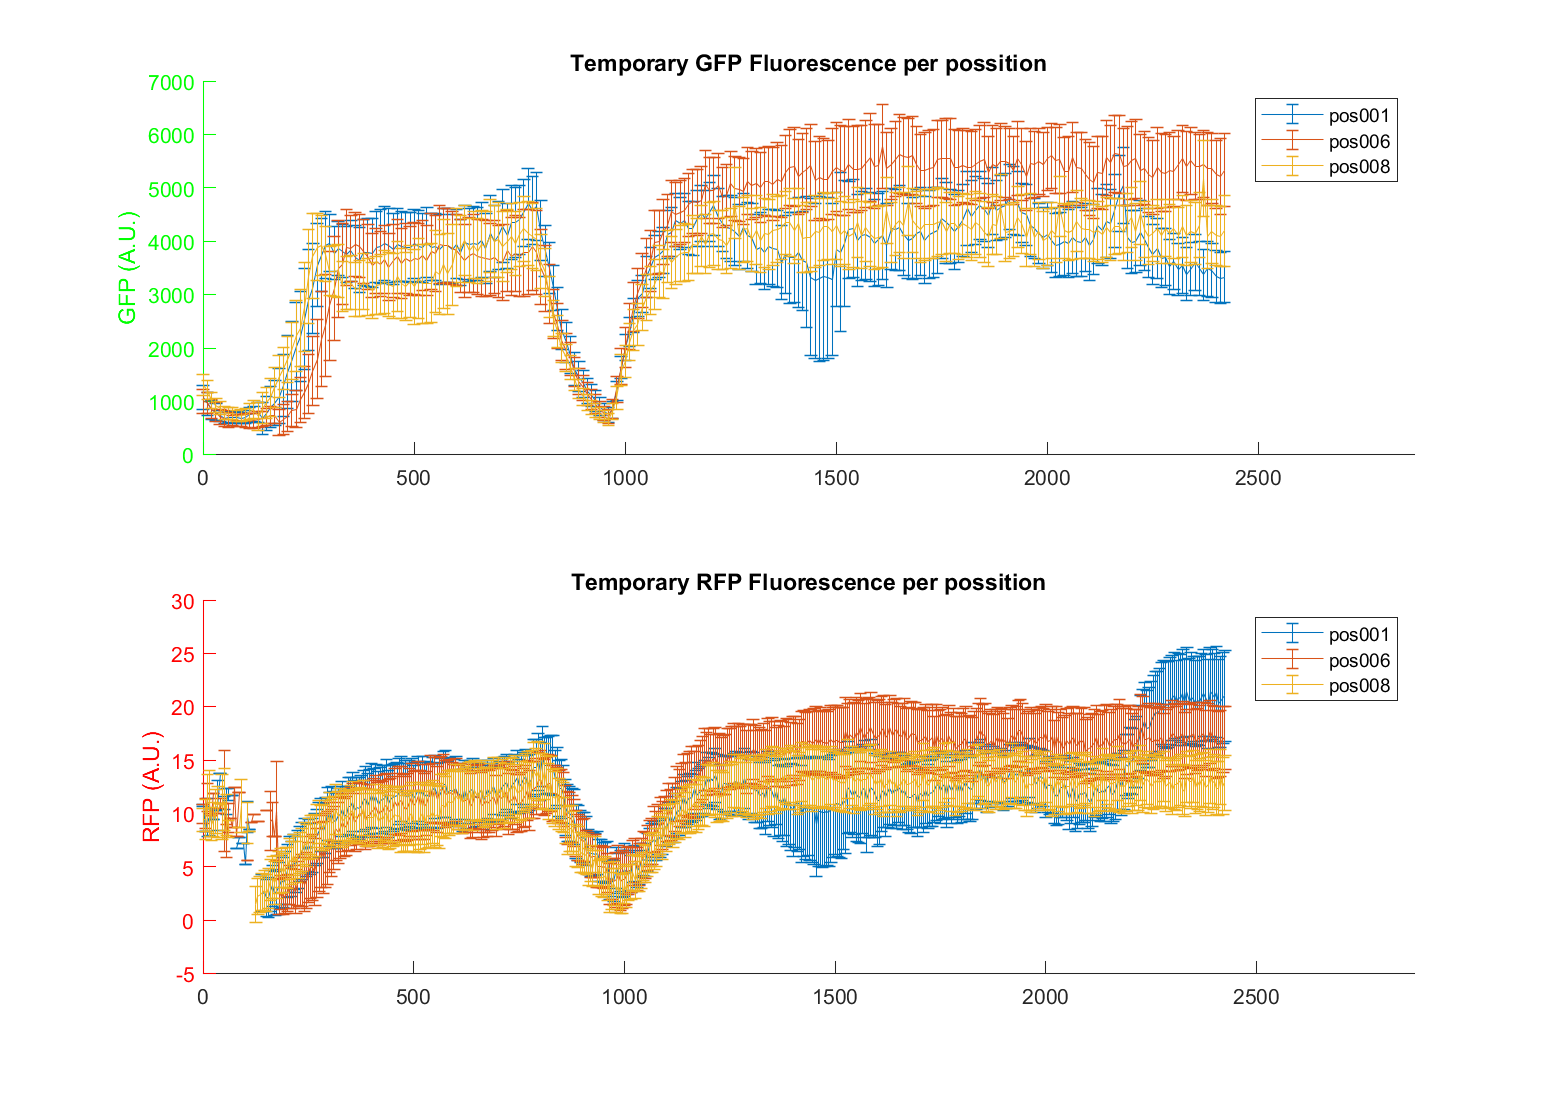 Temporary GFP Fluorescence per possition
7000
6000
5000
4000
3000
2000
1000
0
GFP (A.U.)
0 500 1000 1500 2000 2500
pos001
pos006
pos008
Temporary RFP Fluorescence per possition
30
25
20
15
10
5
0
-5
RFP (A.U.)
0 500 1000 1500 2000 2500
pos001
pos006
pos008